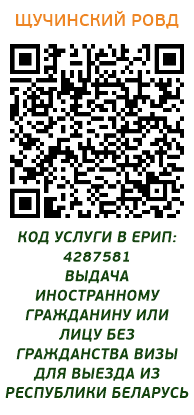 ЩУЧИНСКИЙ РОВД
КОД УСЛУГИ В ЕРИП:
4287581
ВЫДАЧА
ИНОСТРАННОМУ
ГРАЖДАНИНУ ИЛИ
ЛИЦУ БЕЗ
ГРАЖДАНСТВА ВИЗЫ
ДЛЯ ВЫЕЗДА ИЗ
РЕСПУБЛИКИ БЕЛАРУСЬ